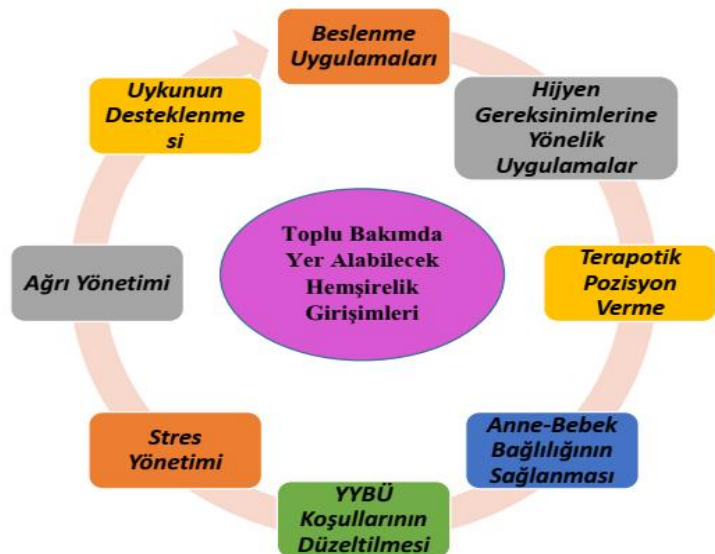 Beslenme
Uygulamaları
Hijyen
Gereksinimlerine
Yönelik
Uygulamalar
Terapotik
Pozisyon
Verme
Anne-Bebek
Bağlılığının
Sağlanması
YYBÜ
Koşullarının
Düzeltilmesi
Stres
Yönetimi
Ağrı Yönetimi
Uykunun
Desteklenme
si
Toplu Bakımda
Yer Alabilecek
Hemşirelik
Girişimleri